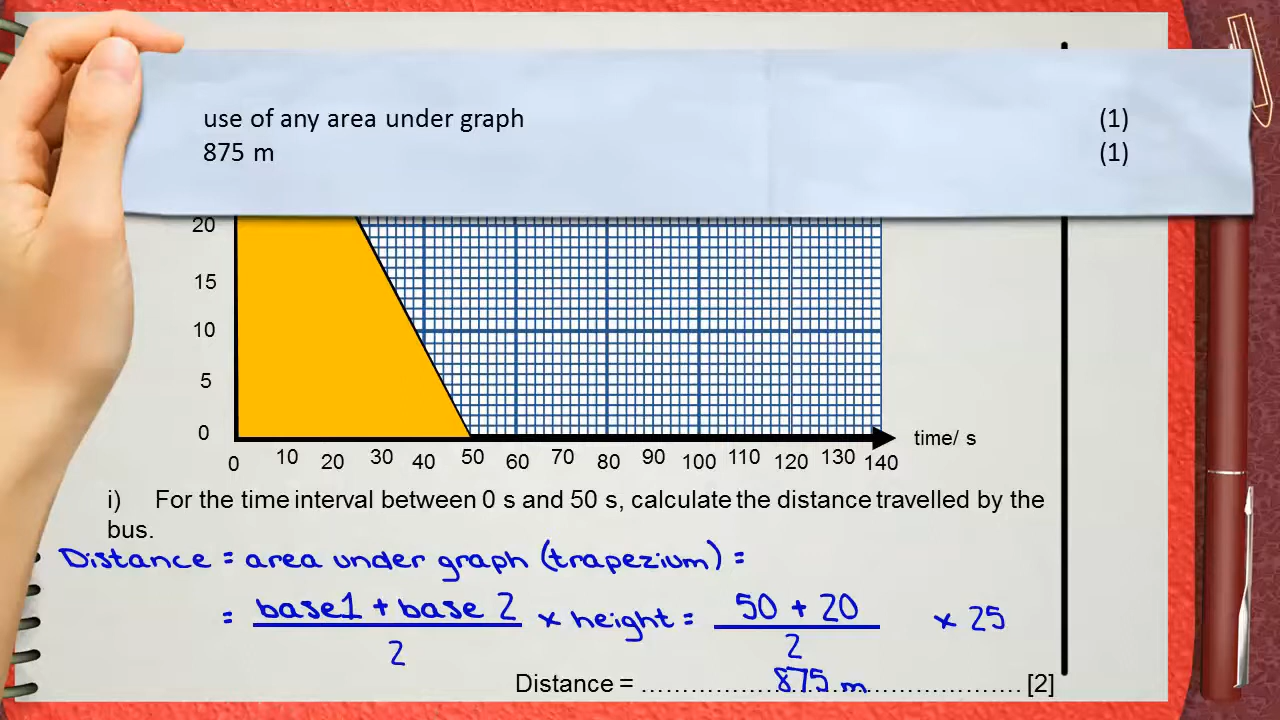 use of any area under graph (1)
875 m (1)
20
15
10
5
0
time/ s
0 10 20 30 40 50 60 70 80 90 100 110 120 130 140
i) For the time interval between 0 s and 50 s, calculate the distance travelled by the
bus.
Distance = area under graph (trapezium) =
= base1 + base 2 / 2 x height = 50 + 20 / 2 x 25
Distance = ...................875 m...................... [2]